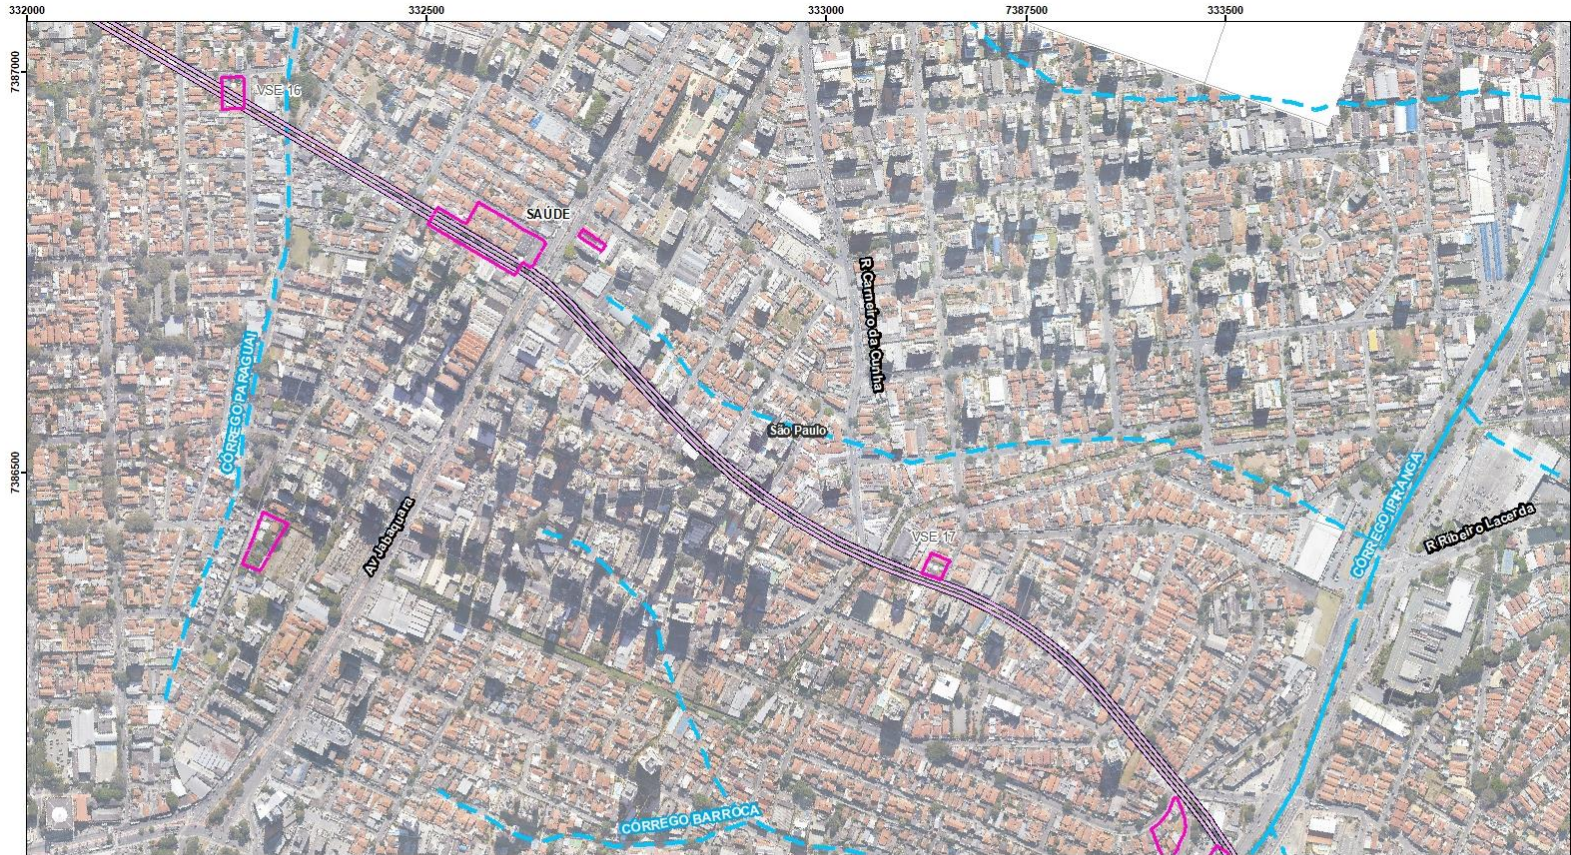 332000
332500
333000
7387500
333500
7387000
VSE 16
SAÚDE
R Carneiro da Cunha
CÓRREGO PARAGUAI
São Paulo
7386500
CÓRREGO IPIRANGA
R Ribeiro Lacerda
Av Jabaquara
VSE 17
CÓRREGO BARROCA